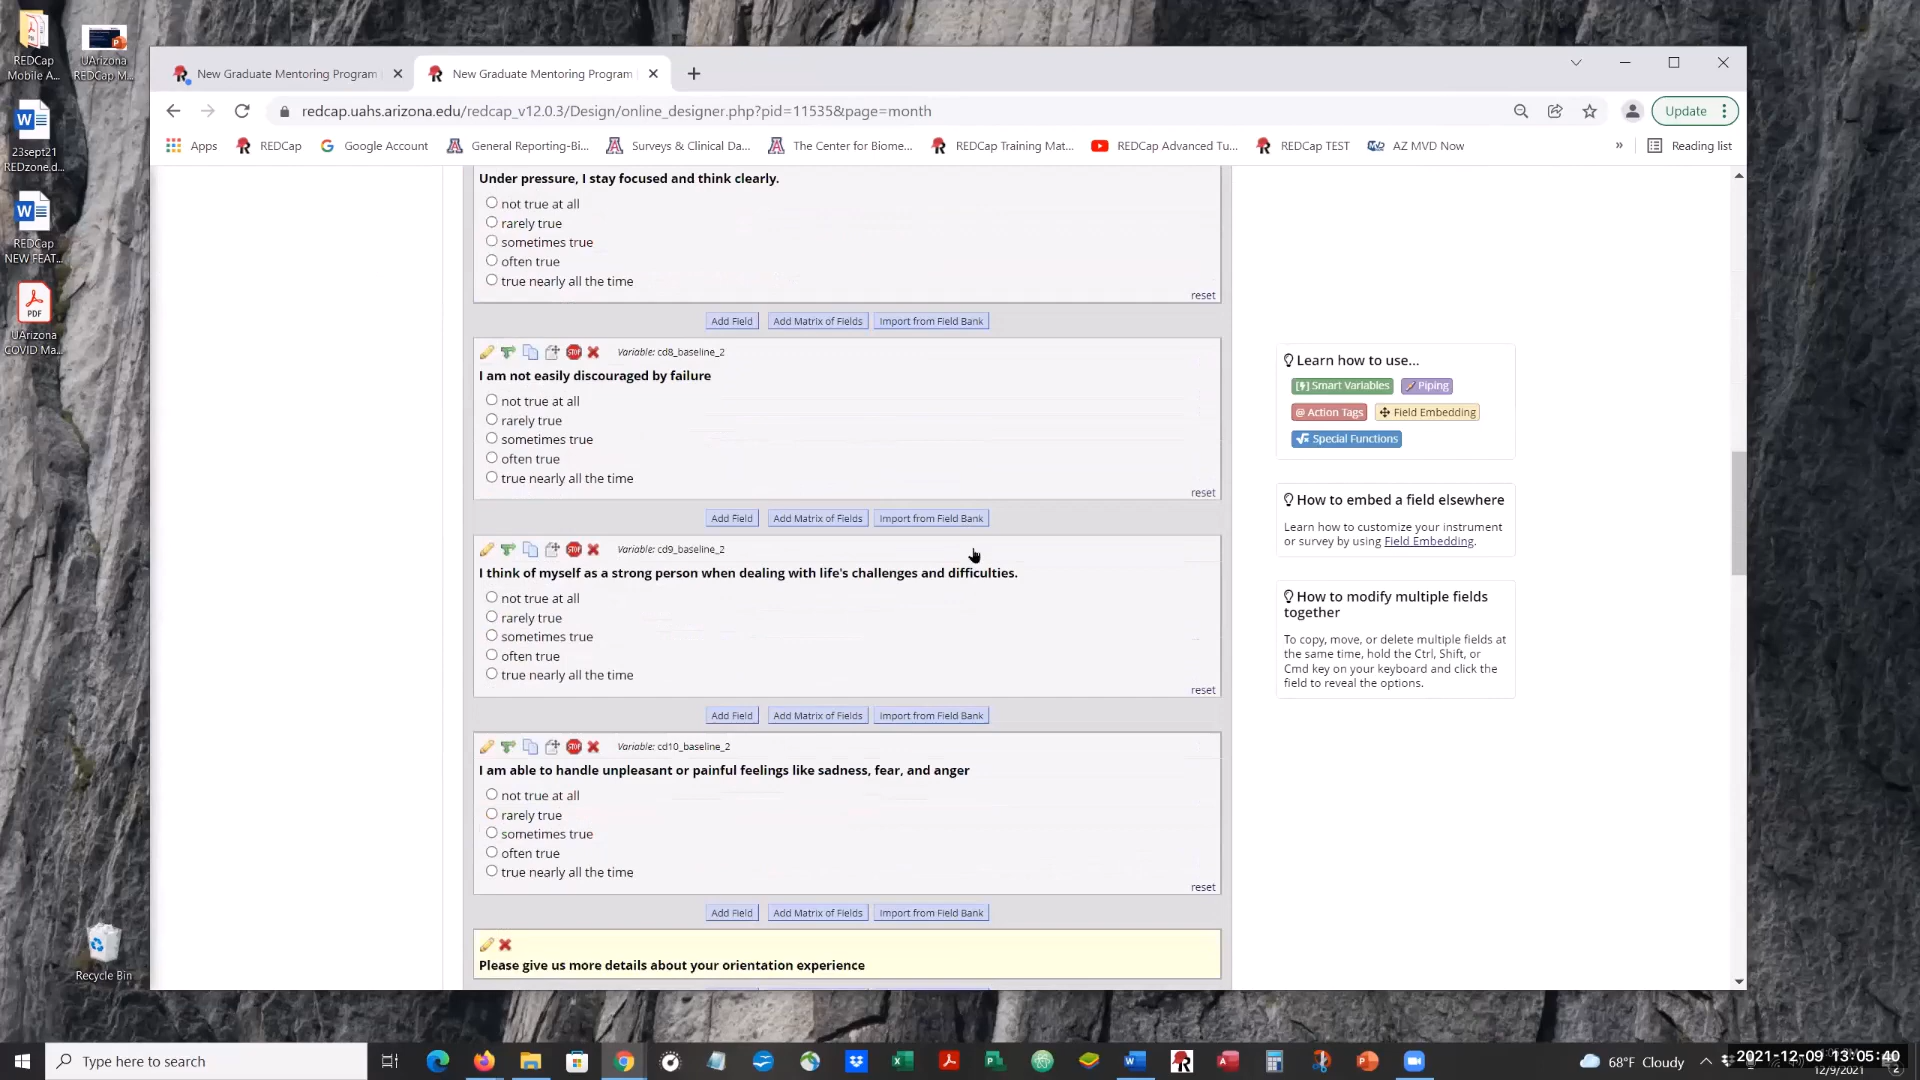 REDCap
Mobile A...
UArizona
REDCap M...
23sept21
REDzone.d...
REDCap
NEW FEAT...
PDF
UArizona
COVID Ma...
Recycle Bin
New Graduate Mentoring Program
New Graduate Mentoring Program
redcap.uahs.arizona.edu/redcap_v12.0.3/Design/online_designer.php?pid=11535&page=month
Update
Apps
REDCap
Google Account
General Reporting-Bi...
Surveys & Clinical Da...
The Center for Biome...
REDCap Training Mat...
REDCap Advanced Tu...
REDCap TEST
AZ MVD Now
»
Reading list
Under pressure, I stay focused and think clearly.
not true at all
rarely true
sometimes true
often true
true nearly all the time
reset
Add Field Add Matrix of Fields Import from Field Bank
STOP Variable: cd8_baseline_2
I am not easily discouraged by failure
not true at all
rarely true
sometimes true
often true
true nearly all the time
reset
Add Field Add Matrix of Fields Import from Field Bank
STOP Variable: cd9_baseline_2
I think of myself as a strong person when dealing with life's challenges and difficulties.
not true at all
rarely true
sometimes true
often true
true nearly all the time
reset
Add Field Add Matrix of Fields Import from Field Bank
STOP Variable: cd10_baseline_2
I am able to handle unpleasant or painful feelings like sadness, fear, and anger
not true at all
rarely true
sometimes true
often true
true nearly all the time
reset
Add Field Add Matrix of Fields Import from Field Bank
Please give us more details about your orientation experience
Learn how to use...
Smart Variables Piping
@ Action Tags Field Embedding
Special Functions
How to embed a field elsewhere
Learn how to customize your instrument
or survey by using Field Embedding.
How to modify multiple fields
together
To copy, move, or delete multiple fields at
the same time, hold the Ctrl, Shift, or
Cmd key on your keyboard and click the
field to reveal the options.
Type here to search
68°F Cloudy
2021-12-09 13:05:40
12/9/2021